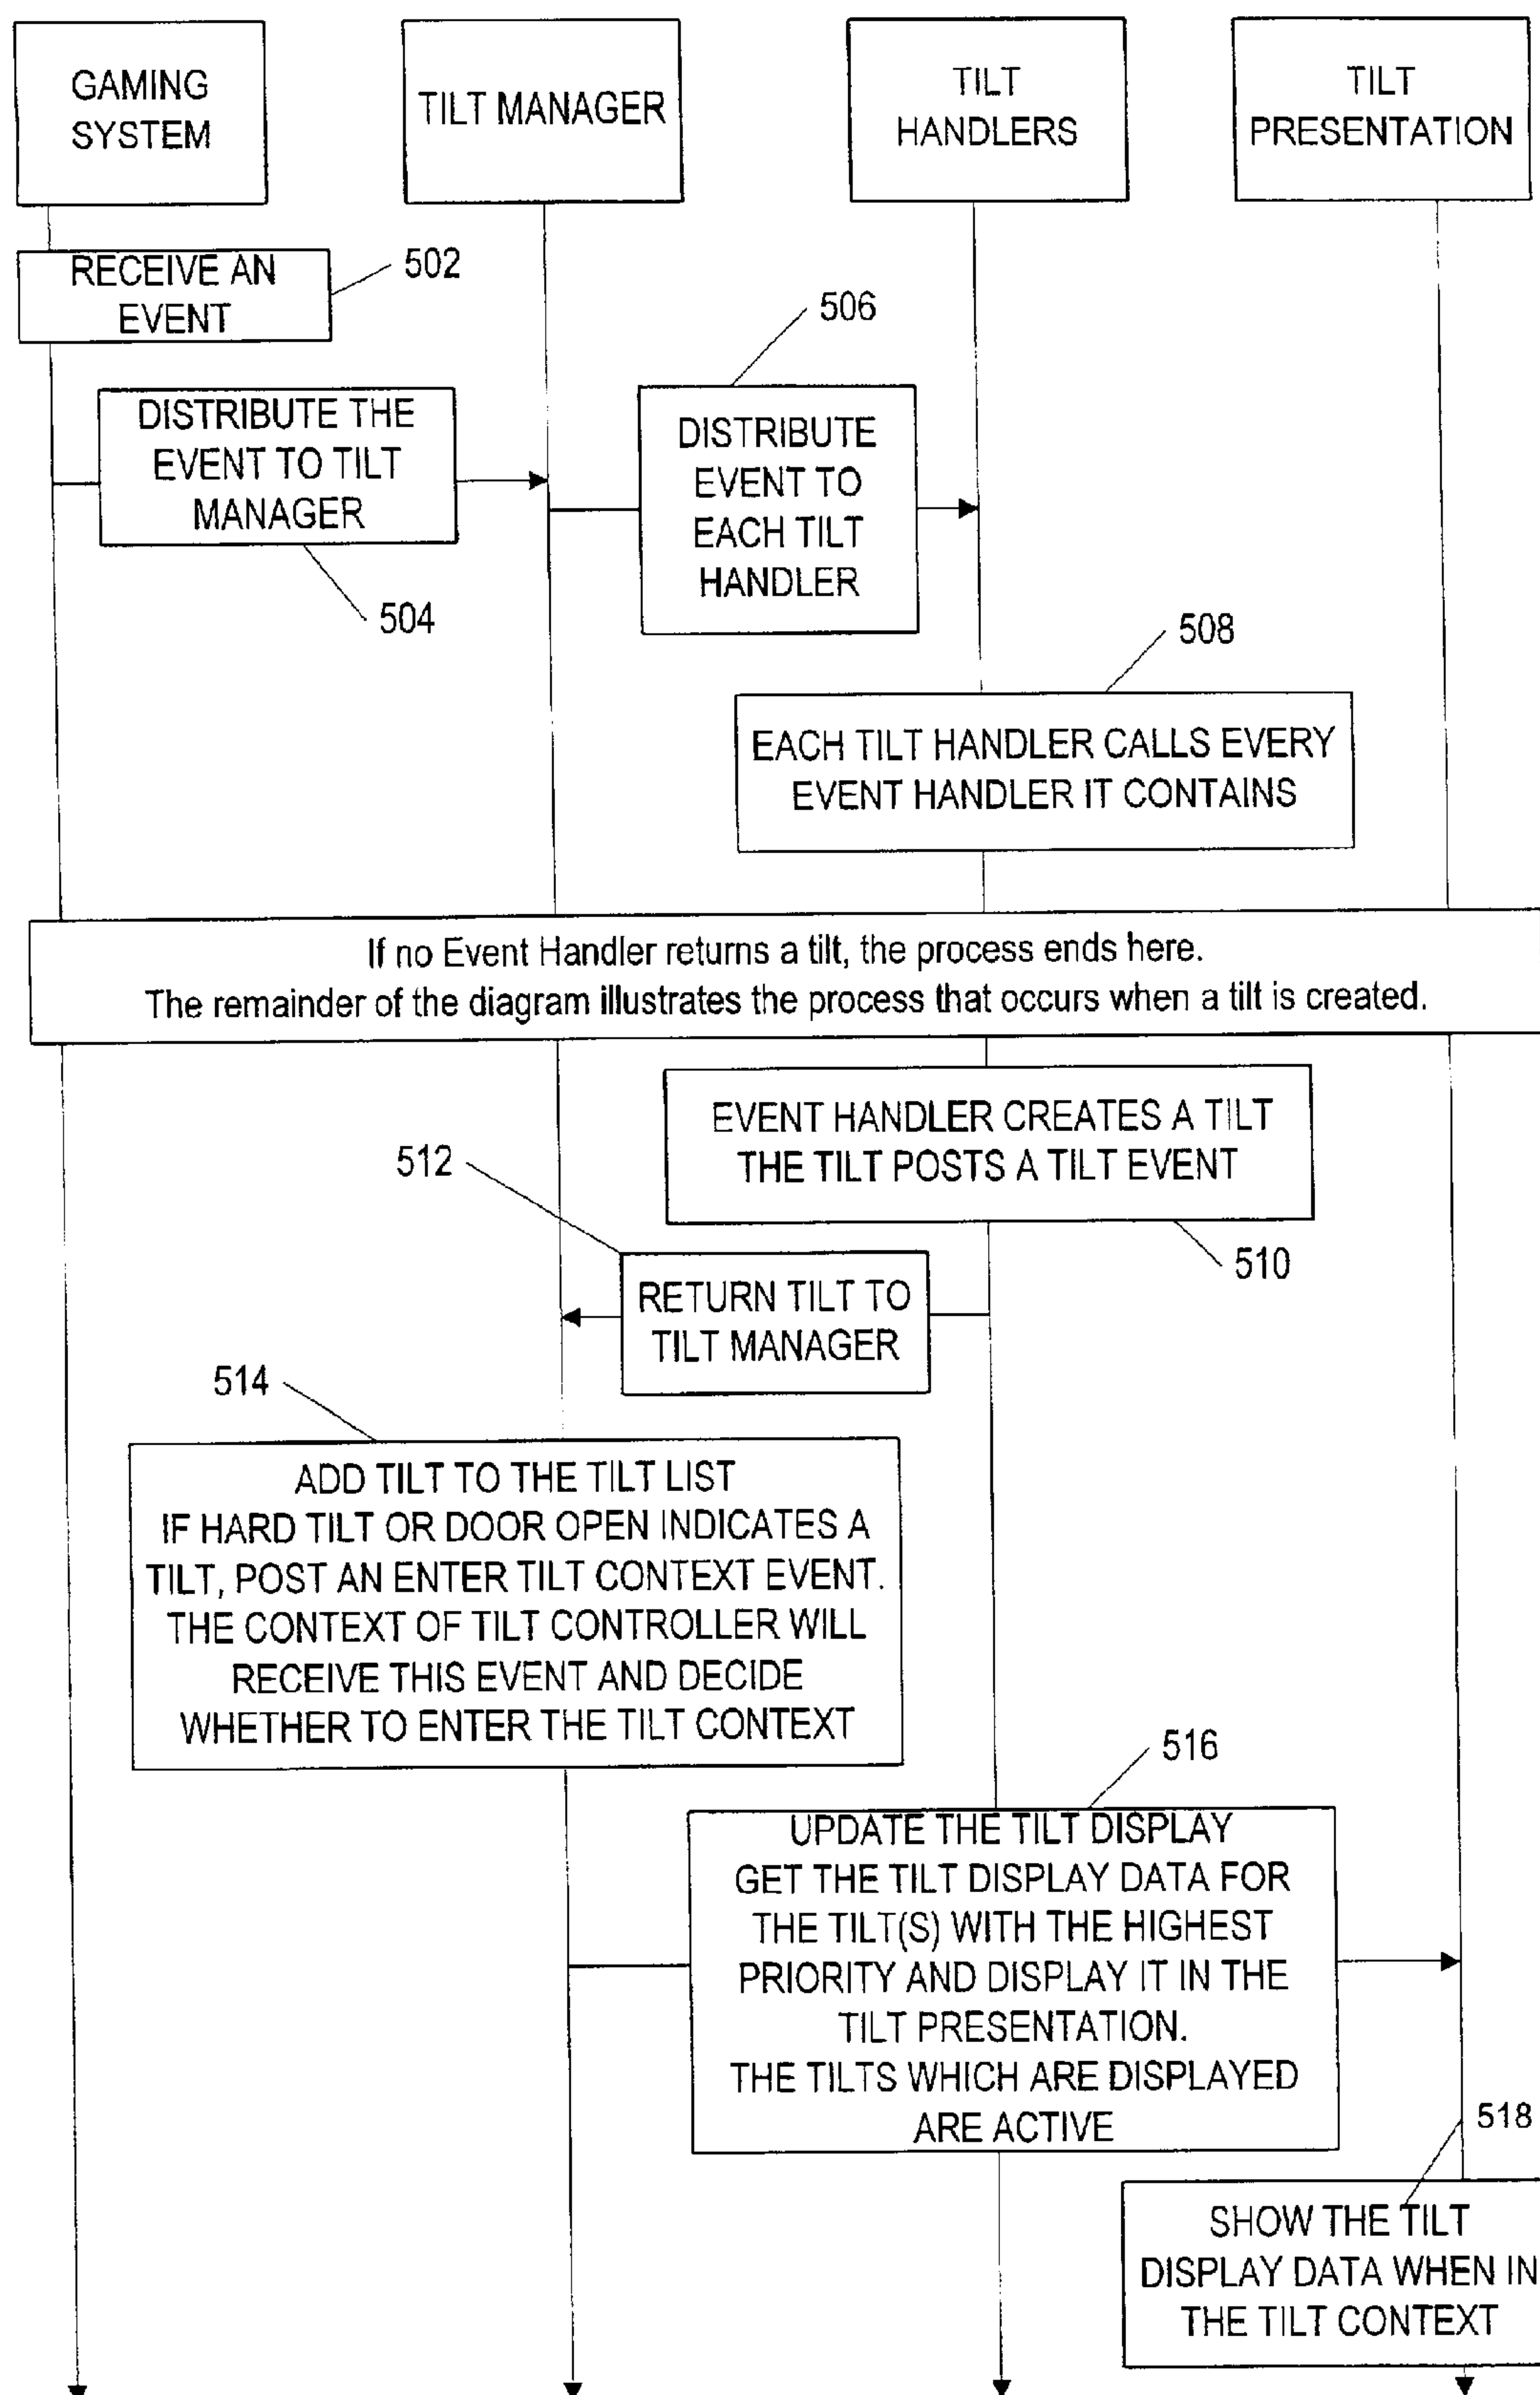 GAMING
SYSTEM
TILT MANAGER
TILT
HANDLERS
TILT
PRESENTATION
RECEIVE AN
EVENT
502
506
DISTRIBUTE THE
EVENT TO TILT
MANAGER
504
DISTRIBUTE
EVENT TO
EACH TILT
HANDLER
508
EACH TILT HANDLER CALLS EVERY
EVENT HANDLER IT CONTAINS
If no Event Handler returns a tilt, the process ends here.
The remainder of the diagram illustrates the process that occurs when a tilt is created.
EVENT HANDLER CREATES A TILT
THE TILT POSTS A TILT EVENT
512
510
RETURN TILT TO
TILT MANAGER
514
ADD TILT TO THE TILT LIST
IF HARD TILT OR DOOR OPEN INDICATES A
TILT, POST AN ENTER TILT CONTEXT EVENT.
THE CONTEXT OF TILT CONTROLLER WILL
RECEIVE THIS EVENT AND DECIDE
WHETHER TO ENTER THE TILT CONTEXT
516
UPDATE THE TILT DISPLAY
GET THE TILT DISPLAY DATA FOR
THE TILT(S) WITH THE HIGHEST
PRIORITY AND DISPLAY IT IN THE
TILT PRESENTATION.
THE TILTS WHICH ARE DISPLAYED
ARE ACTIVE
518
SHOW THE TILT
DISPLAY DATA WHEN IN
THE TILT CONTEXT